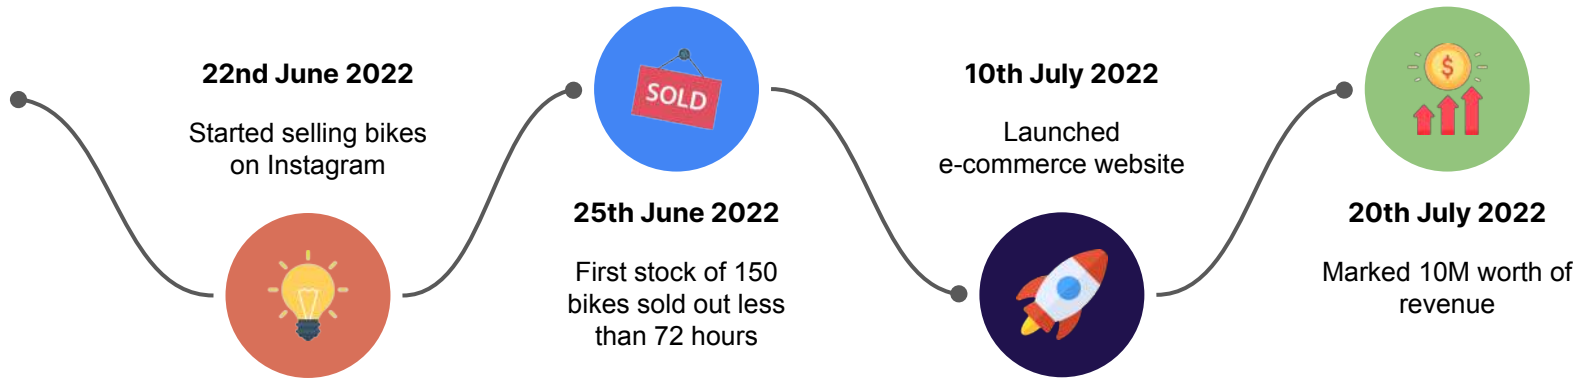 22nd June 2022
Started selling bikes
on Instagram
SOLD
25th June 2022
First stock of 150
bikes sold out less
than 72 hours
10th July 2022
Launched
e-commerce website
$
20th July 2022
Marked 10M worth of
revenue